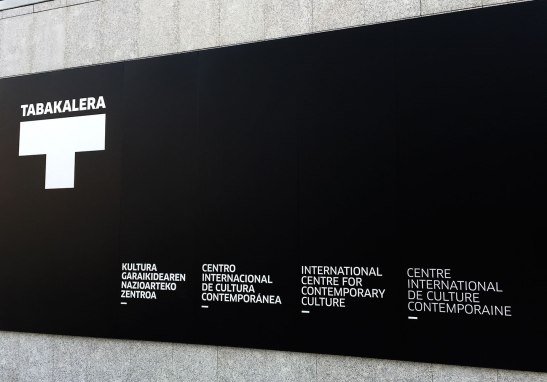 TABAKALERA
KULTURA
GARAIKIDEAREN
NAZIOARTEKO
ZENTROA
CENTRO
INTERNACIONAL
DE CULTURA
CONTEMPORÁNEA
INTERNATIONAL
CENTRE FOR
CONTEMPORARY
CULTURE
CENTRE
INTERNATIONAL
DE CULTURE
CONTEMPORAINE